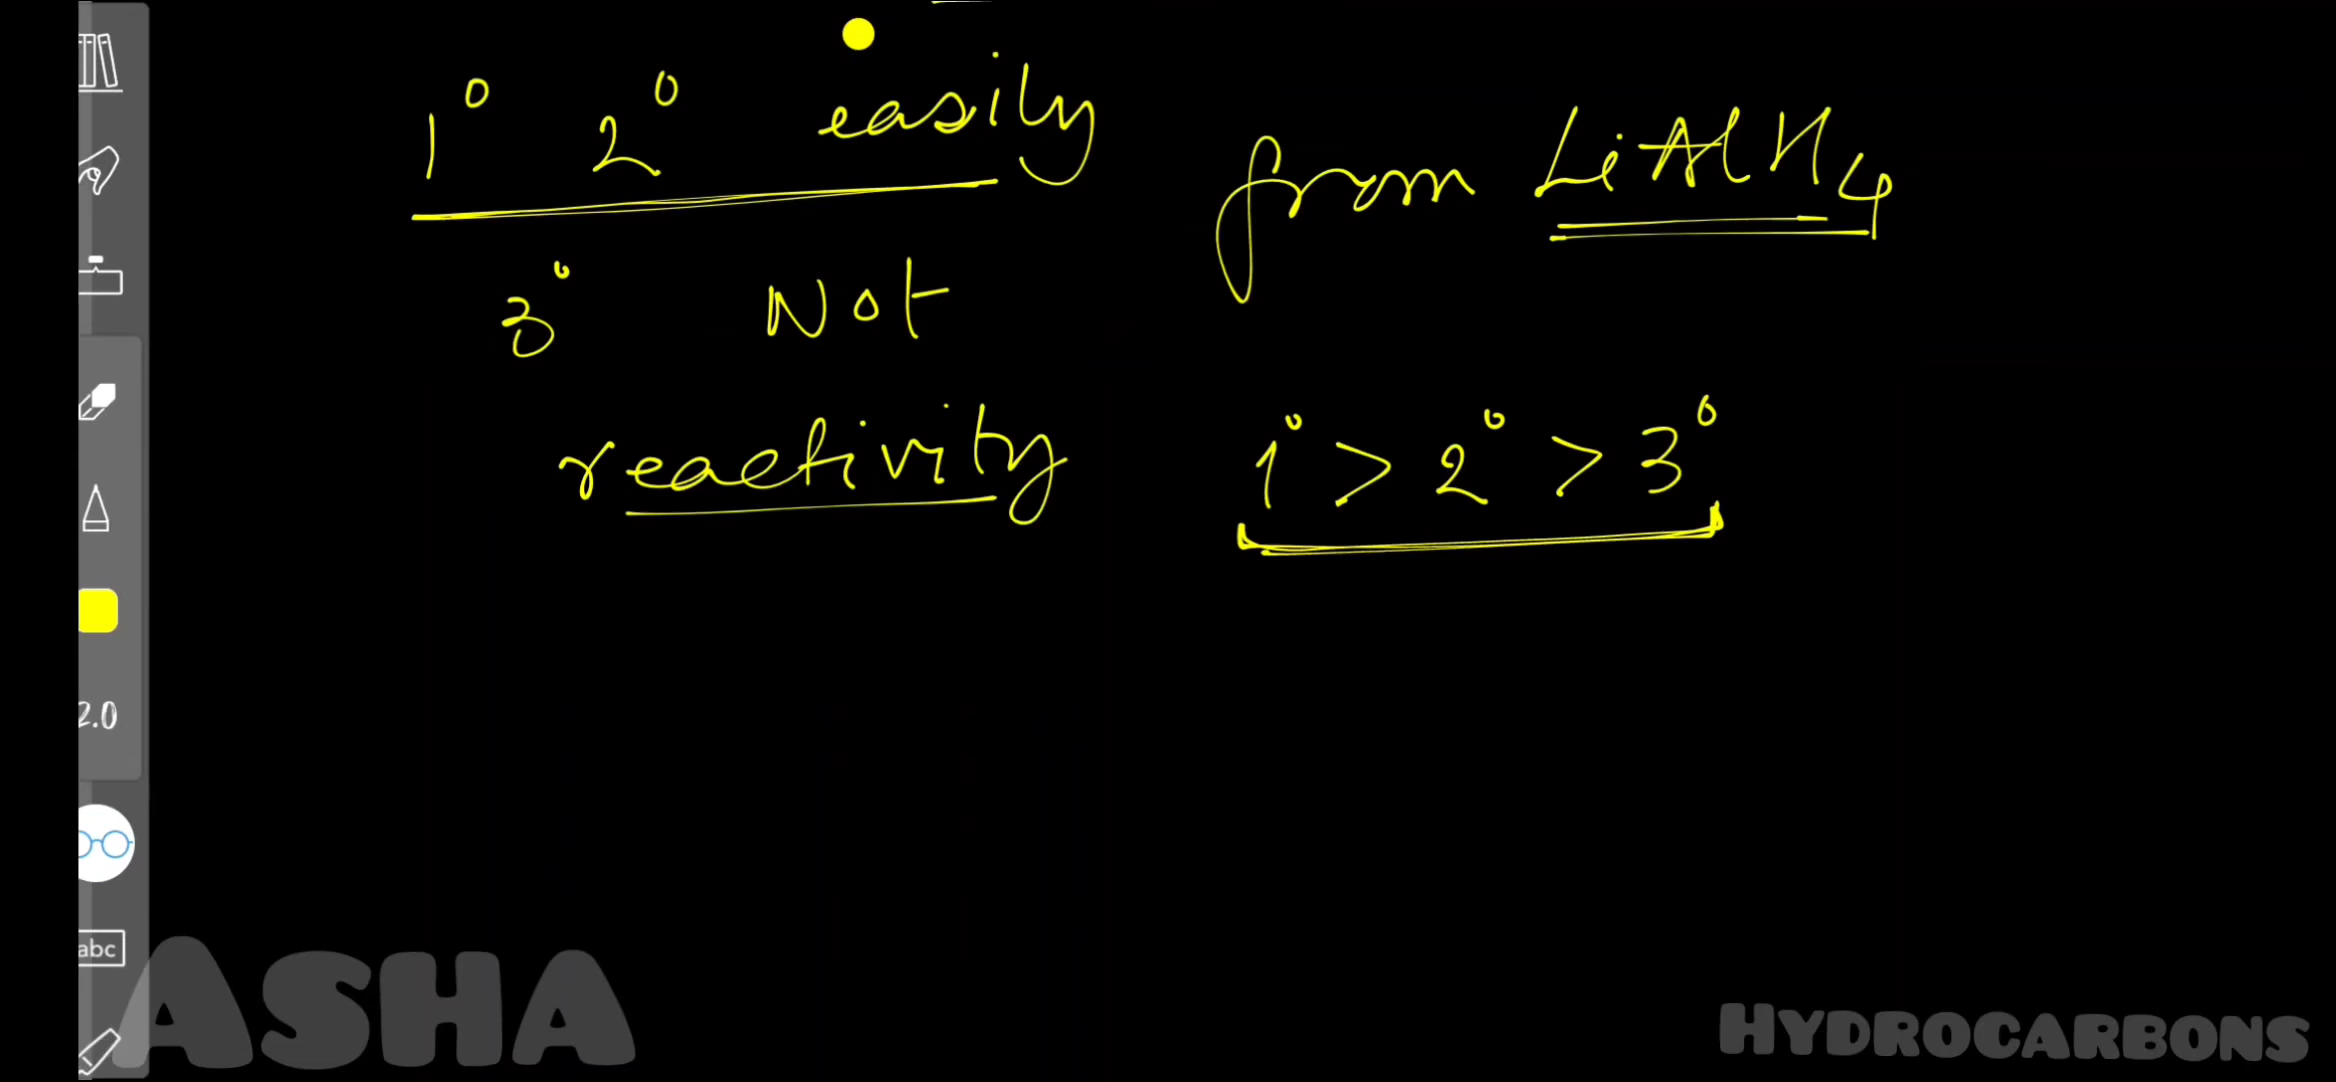 1° 2° easily from LiAlH4
3° Not
reactivity 1° > 2° > 3°
2.0
abc
ASHA
HYDROCARBONS